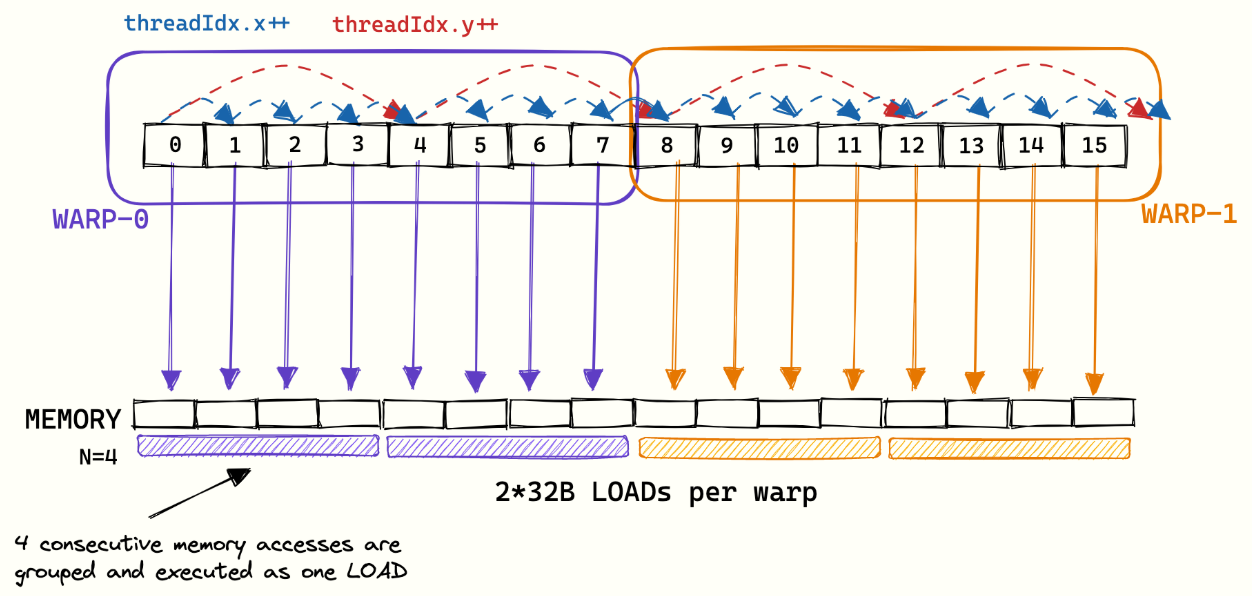 threadIdx.x++ threadIdx.y++
0 1 2 3 4 5 6 7 8 9 10 11 12 13 14 15
WARP-0 WARP-1
MEMORY
N=4
2*32B LOADs per warp
4 consecutive memory accesses are
grouped and executed as one LOAD